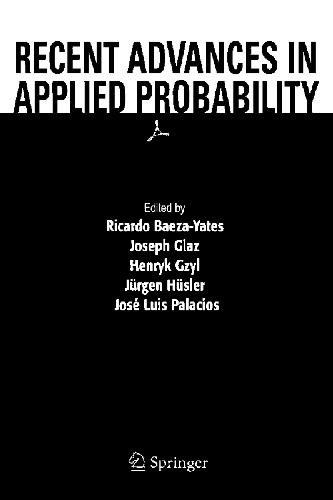 RECENT ADVANCES IN
APPLIED PROBABILITY
Edited by
Ricardo Baeza-Yates
Joseph Glaz
Henryk Gzyl
Jürgen Hüsler
José Luis Palacios
Springer